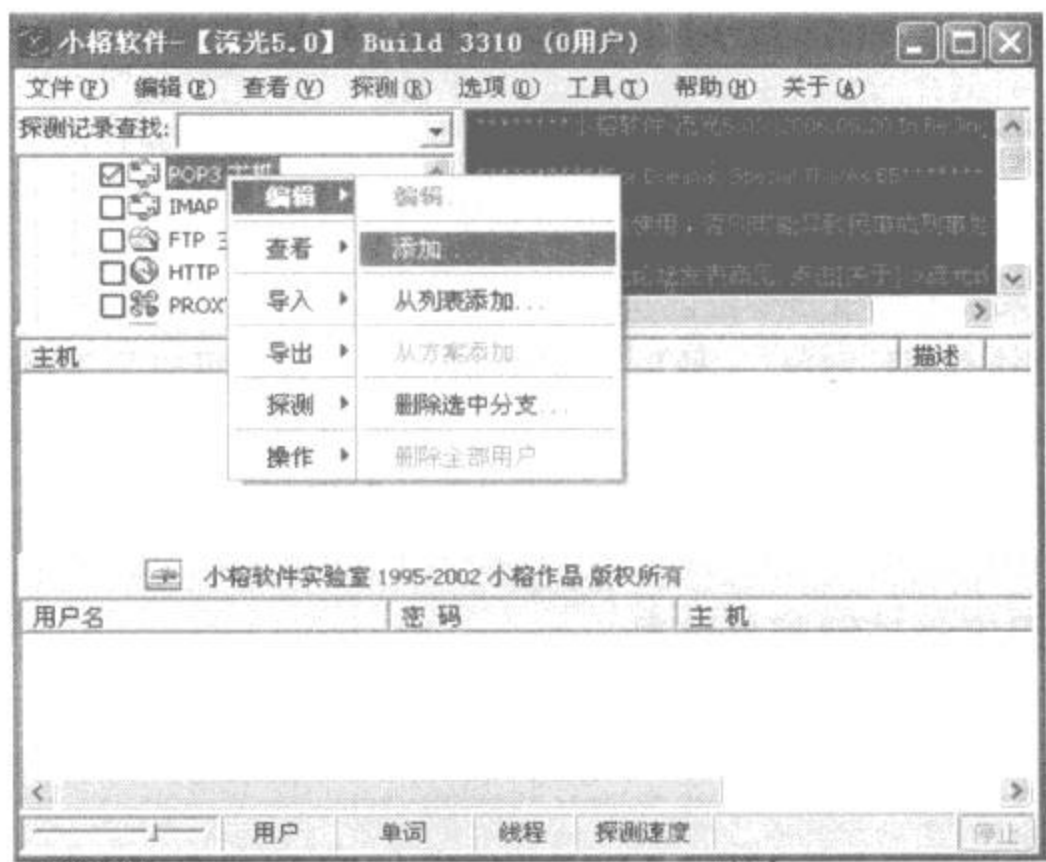 小榕软件-【流光5.0】 Build 3310 (0用户)
文件(F) 编辑(E) 查看(V) 探测(R) 选项(O) 工具(T) 帮助(H) 关于(A)
探测记录查找:
POP3 主机
IMAP
FTP
HTTP
PROXY
编辑
查看
导入
导出
探测
操作
编辑...
添加...
从列表添加...
从方案添加...
删除选中分支...
删除全部用户
主机
描述
小榕软件实验室 1995-2002 小榕作品 版权所有
用户名 密 码 主 机
用户 单词 线程 探测速度 停止